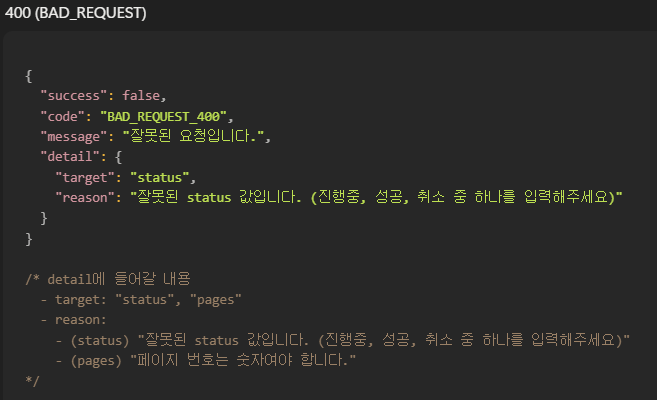 400 (BAD_REQUEST)
{
"success": false,
"code": "BAD_REQUEST_400",
"message": "잘못된 요청입니다.",
"detail": {
"target": "status",
"reason": "잘못된 status 값입니다. (진행중, 성공, 취소 중 하나를 입력해주세요)"
}
}
/* detail에 들어갈 내용
- target: "status", "pages"
- reason:
- (status) "잘못된 status 값입니다. (진행중, 성공, 취소 중 하나를 입력해주세요)"
- (pages) "페이지 번호는 숫자여야 합니다."
*/